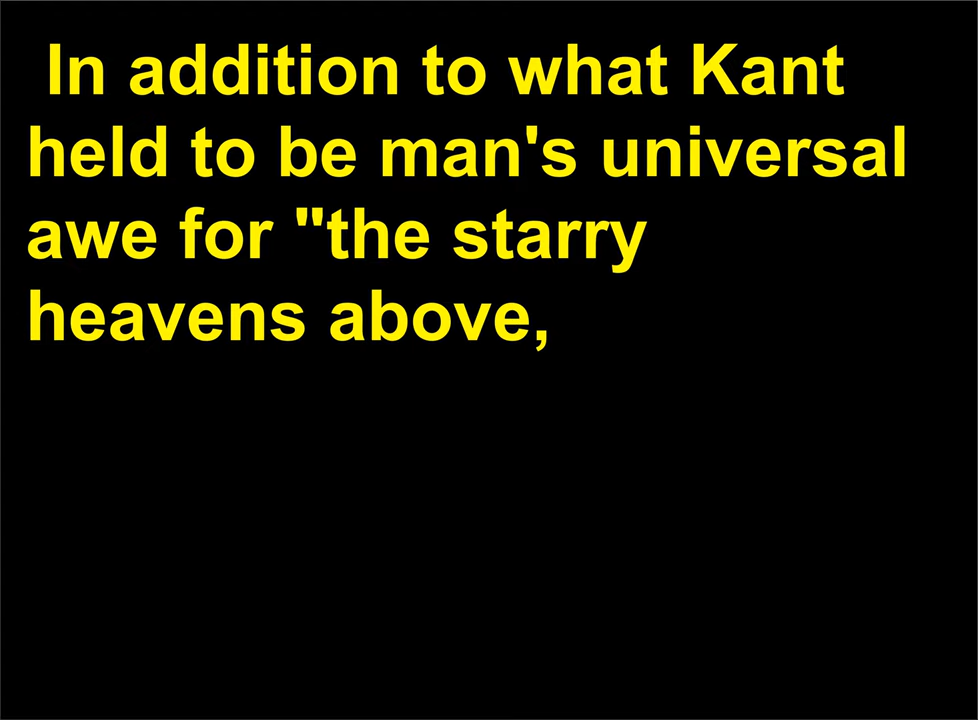 In addition to what Kant
held to be man's universal
awe for "the starry
heavens above,